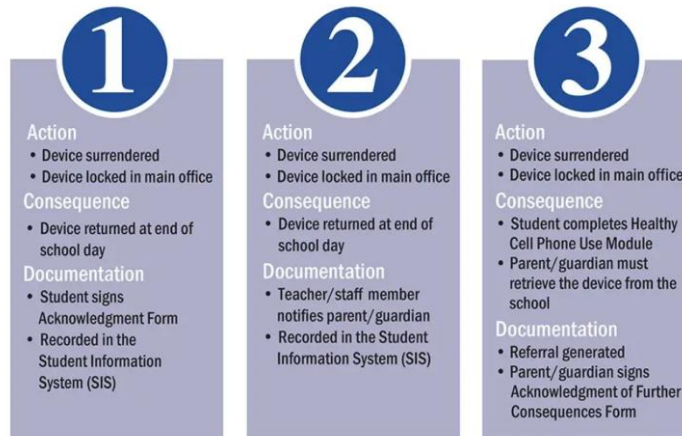 1
Action
• Device surrendered
• Device locked in main office
Consequence
• Device returned at end of
school day
Documentation
• Student signs
Acknowledgment Form
• Recorded in the
Student Information
System (SIS)
2
Action
• Device surrendered
• Device locked in main office
Consequence
• Device returned at end of
school day
Documentation
• Teacher/staff member
notifies parent/guardian
• Recorded in the Student
Information System (SIS)
3
Action
• Device surrendered
• Device locked in main office
Consequence
• Student completes Healthy
Cell Phone Use Module
• Parent/guardian must
retrieve the device from the
school
Documentation
• Referral generated
• Parent/guardian signs
Acknowledgment of Further
Consequences Form